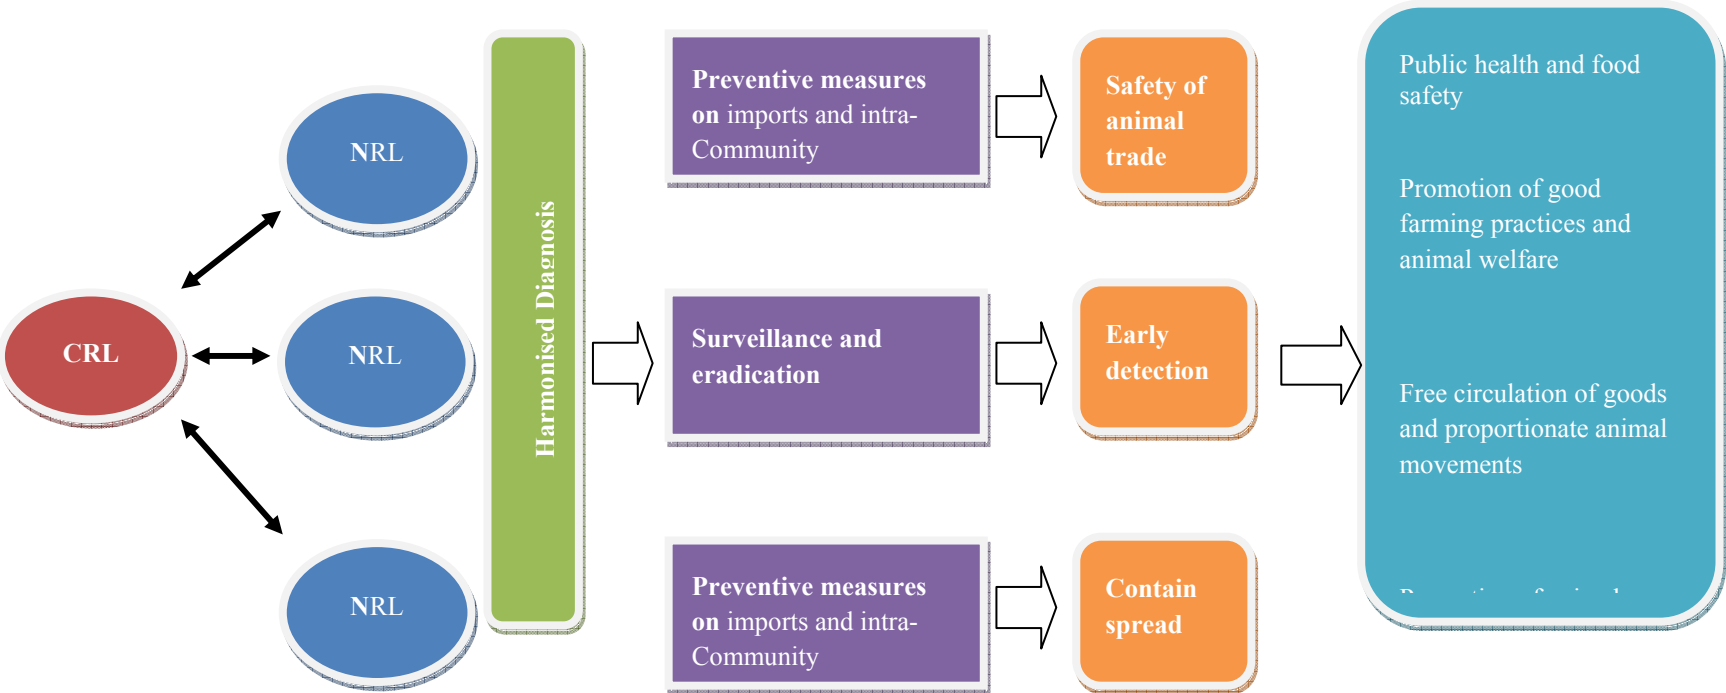 CRL
NRL
NRL
NRL
Harmonised Diagnosis
Preventive measures
on imports and intra-
Community
Surveillance and
eradication
Preventive measures
on imports and intra-
Community
Safety of
animal
trade
Early
detection
Contain
spread
Public health and food
safety
Promotion of good
farming practices and
animal welfare
Free circulation of goods
and proportionate animal
movements